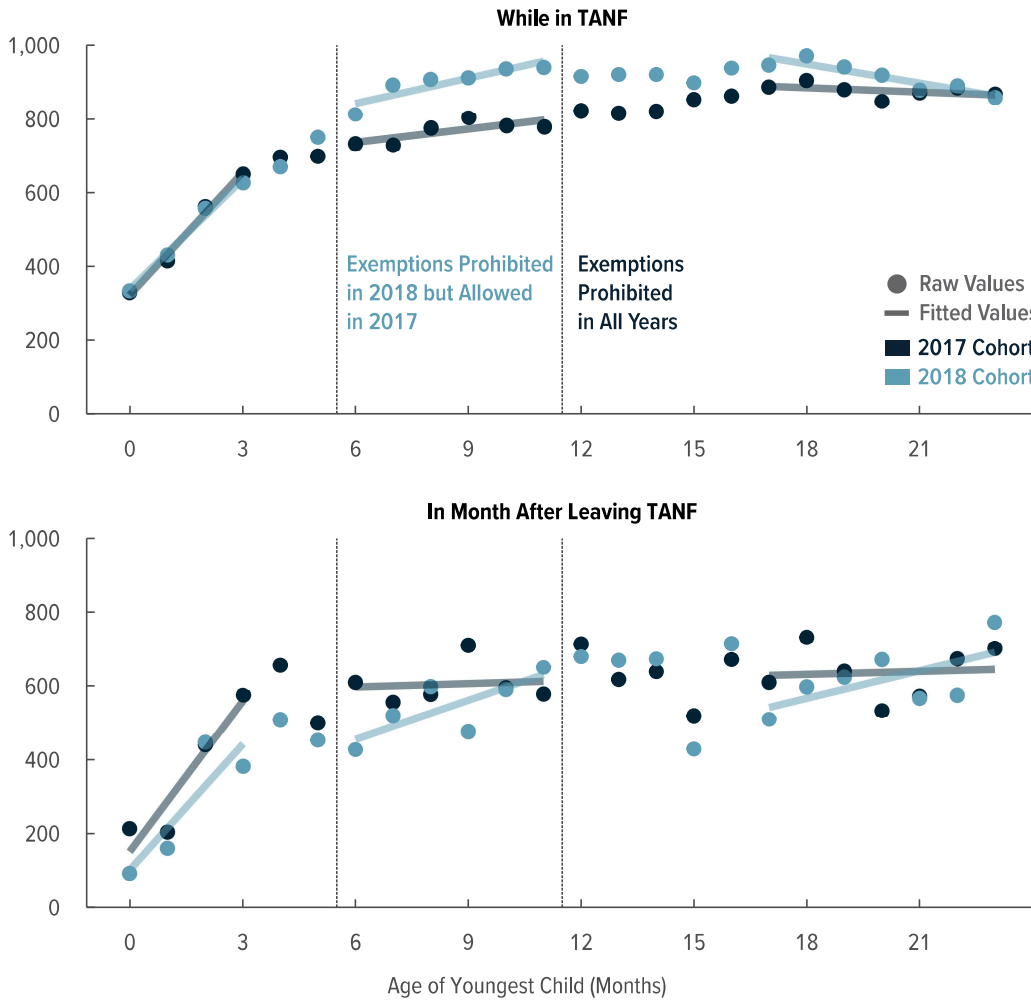 While in TANF
1,000
800
600
400
200
0
Exemptions Prohibited
in 2018 but Allowed
in 2017
Exemptions
Prohibited
in All Years
Raw Values
Fitted Values
2017 Cohort
2018 Cohort
0 3 6 9 12 15 18 21
In Month After Leaving TANF
1,000
800
600
400
200
0
0 3 6 9 12 15 18 21
Age of Youngest Child (Months)